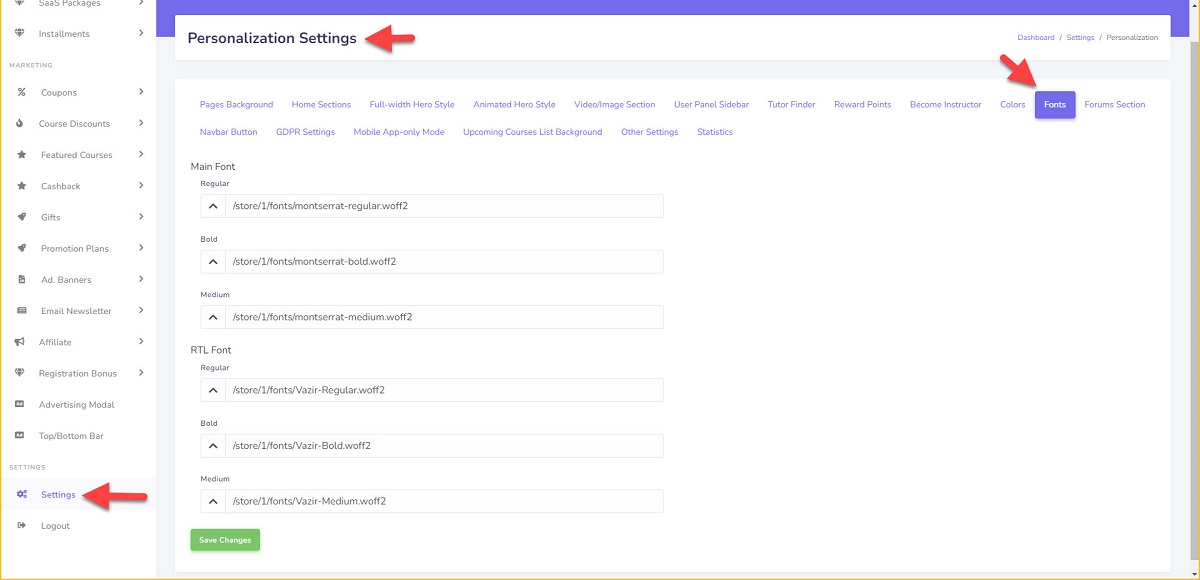 SaaS Packages
Installments
MARKETING
Coupons
Course Discounts
Featured Courses
Cashback
Gifts
Promotion Plans
Ad. Banners
Email Newsletter
Affiliate
Registration Bonus
Advertising Modal
Top/Bottom Bar
SETTINGS
Settings
Logout
Personalization Settings
Dashboard / Settings / Personalization
Pages Background Home Sections Full-width Hero Style Animated Hero Style Video/Image Section User Panel Sidebar Tutor Finder Reward Points Become Instructor Colors Fonts Forums Section
Navbar Button GDPR Settings Mobile App-only Mode Upcoming Courses List Background Other Settings Statistics
Main Font
Regular
/store/1/fonts/montserrat-regular.woff2
Bold
/store/1/fonts/montserrat-bold.woff2
Medium
/store/1/fonts/montserrat-medium.woff2
RTL Font
Regular
/store/1/fonts/Vazir-Regular.woff2
Bold
/store/1/fonts/Vazir-Bold.woff2
Medium
/store/1/fonts/Vazir-Medium.woff2
Save Changes